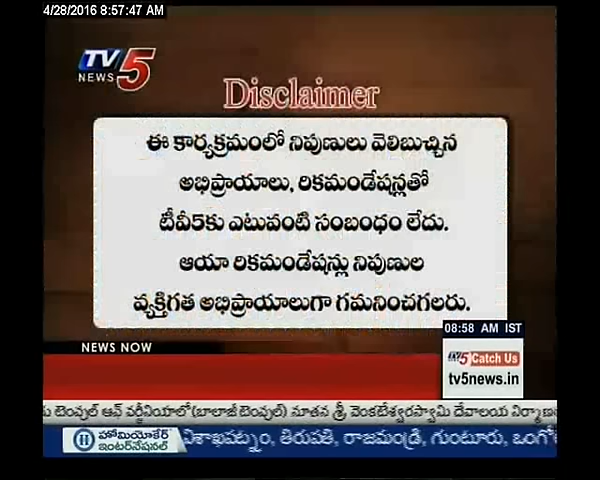 4/28/2016 8:57:47 AM
TV5
NEWS
Disclaimer
ఈ కార్యక్రమంలో నిపుణులు వెలిబుచ్చిన
అభిప్రాయాలు, రికమండేషన్లతో
టీవీ5కు ఎటువంటి సంబంధం లేదు.
ఆయా రికమండేషన్లు నిపుణుల
వ్యక్తిగత అభిప్రాయాలుగా గమనించగలరు.
08:58 AM IST
NEWS NOW
TV5 Catch Us
tv5news.in
టెంపుల్ ఆఫ్ వర్జీనియాలో(బాలాజీ టెంపుల్) నూతన శ్రీ వెంకటేశ్వరస్వామి దేవాలయ
హోమియోకేర్
ఇంటర్నేషనల్
విశాఖపట్నం, తిరుపతి, రాజమండ్రి, గుంటూరు,